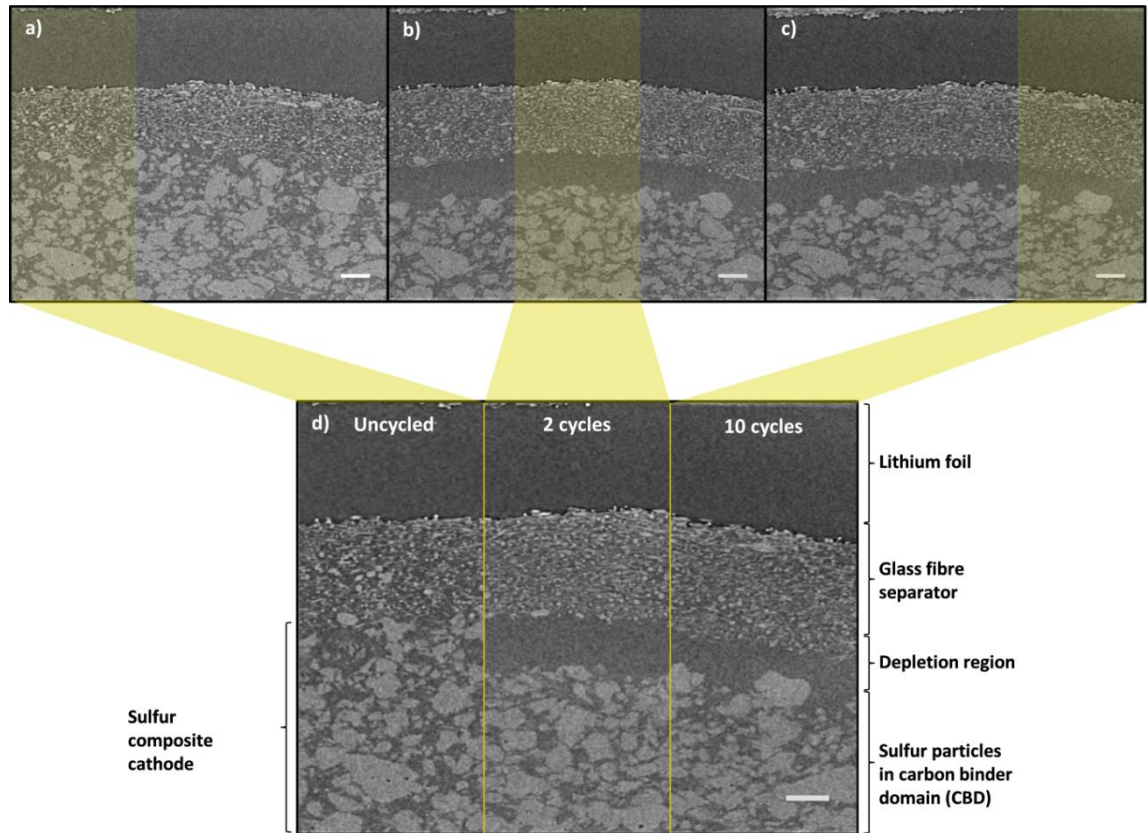 a)
b)
c)
d)
Uncycled
2 cycles
10 cycles
Lithium foil
Glass fibre
separator
Depletion region
Sulfur
composite
cathode
Sulfur particles
in carbon binder
domain (CBD)